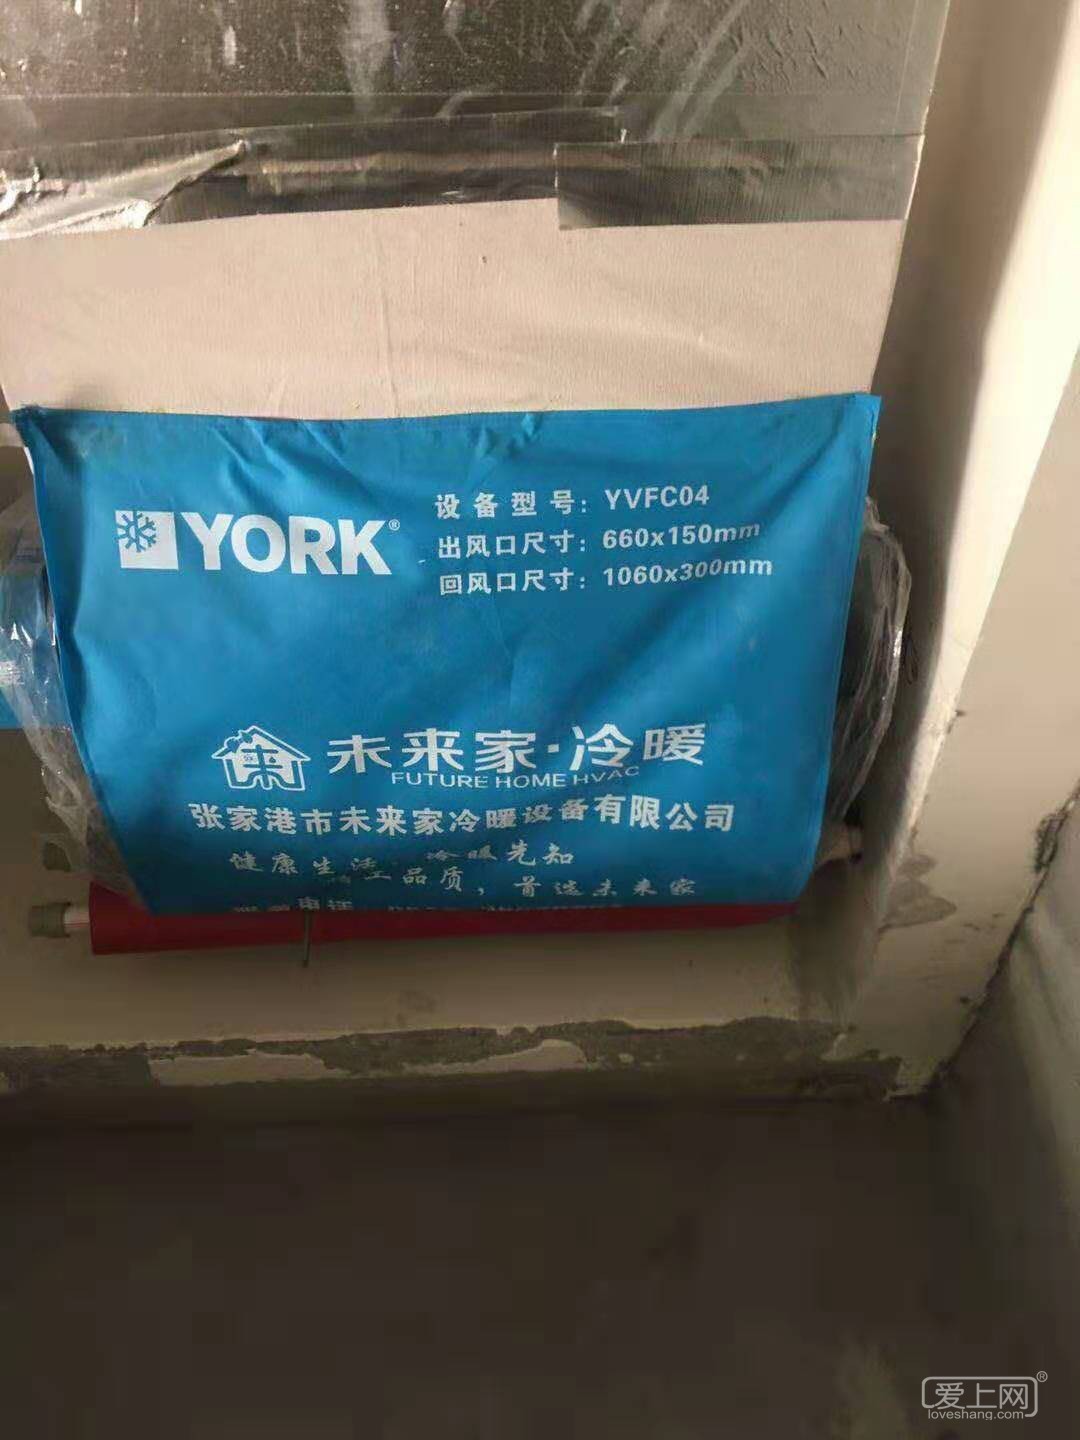 YORK®
设备型号：YVFC04
出风口尺寸：660x150mm
回风口尺寸：1060x300mm
未来家·冷暖
FUTURE HOME HVAC
张家港市未来家冷暖设备有限公司
健康生活，冷暖先知
品质，首选未来家
电话
爱上网®
loveshang.com